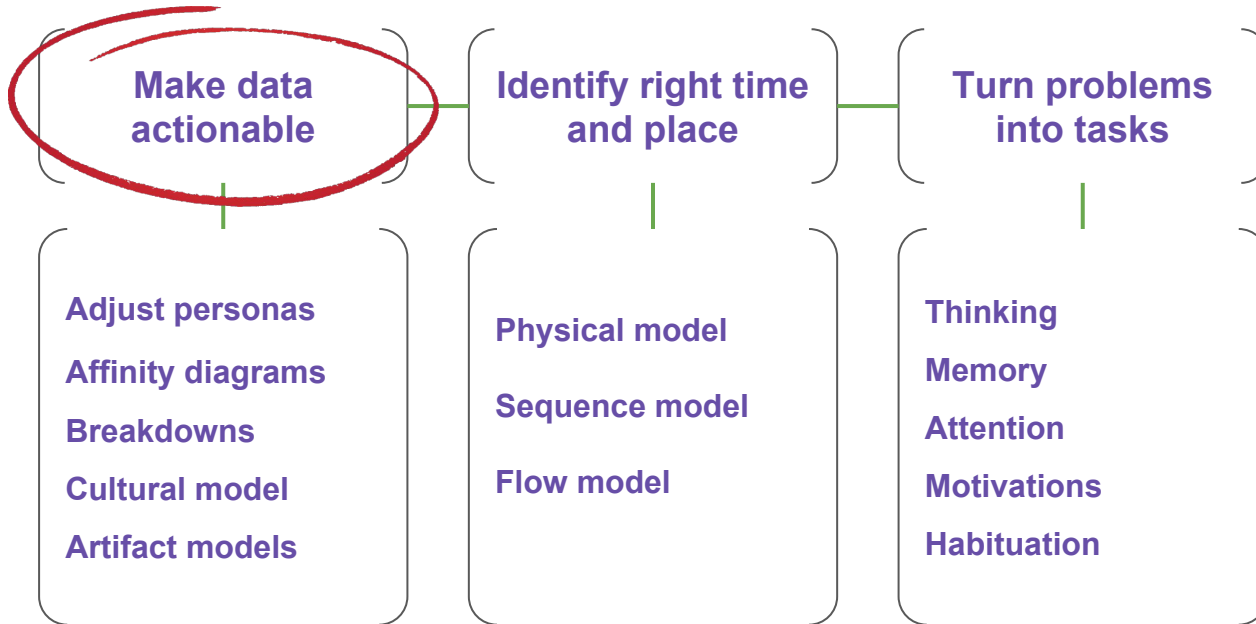 Make data
actionable
Identify right time
and place
Turn problems
into tasks
Adjust personas
Affinity diagrams
Breakdowns
Cultural model
Artifact models
Physical model
Sequence model
Flow model
Thinking
Memory
Attention
Motivations
Habituation